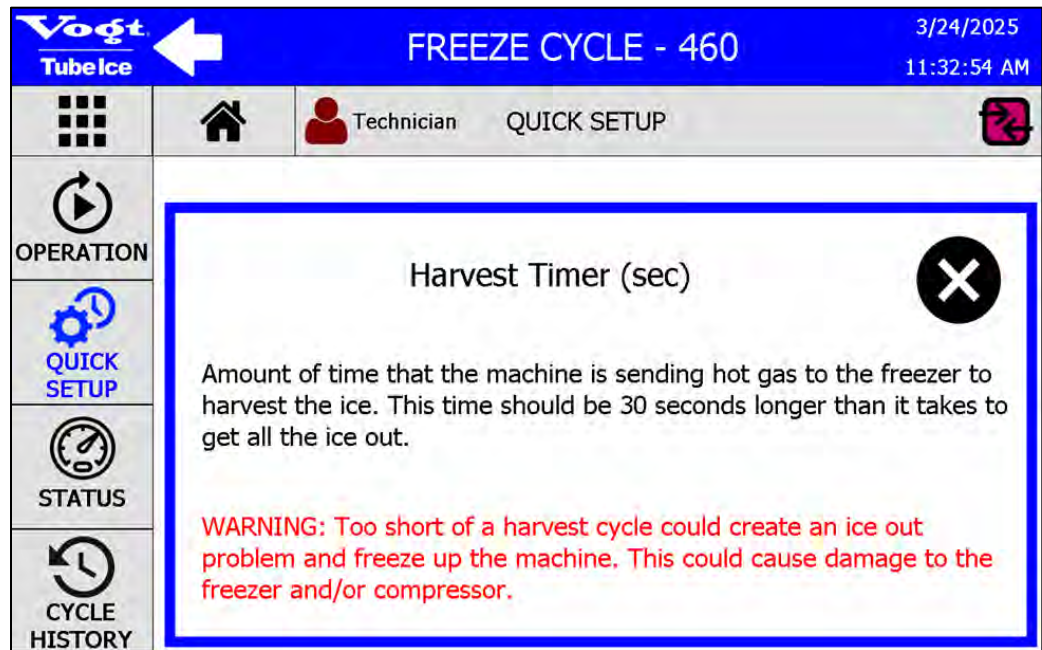 Vogt
Tube Ice
FREEZE CYCLE - 460
3/24/2025
11:32:54 AM
Technician
QUICK SETUP
OPERATION
QUICK
SETUP
STATUS
CYCLE
HISTORY
Harvest Timer (sec)
Amount of time that the machine is sending hot gas to the freezer to
harvest the ice. This time should be 30 seconds longer than it takes to
get all the ice out.
WARNING: Too short of a harvest cycle could create an ice out
problem and freeze up the machine. This could cause damage to the
freezer and/or compressor.